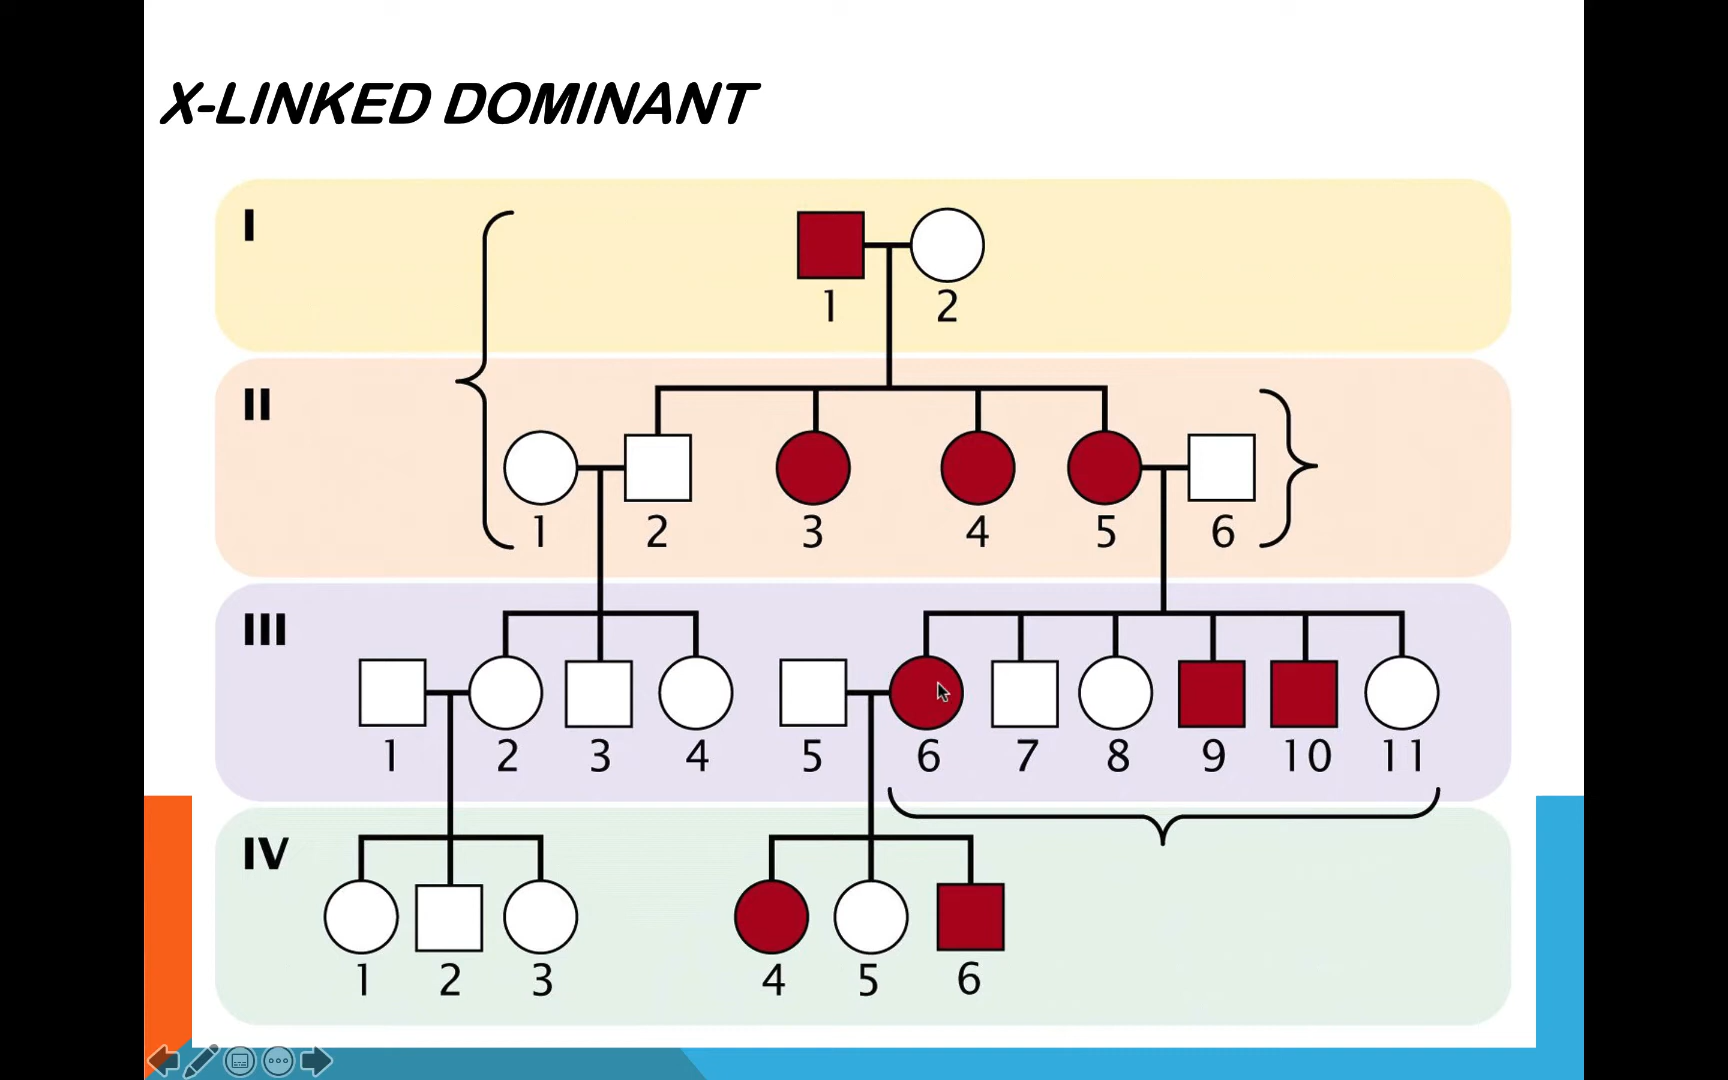 X-LINKED DOMINANT
I
1 2
II
1 2 3 4 5 6
III
1 2 3 4 5 6 7 8 9 10 11
IV
1 2 3 4 5 6